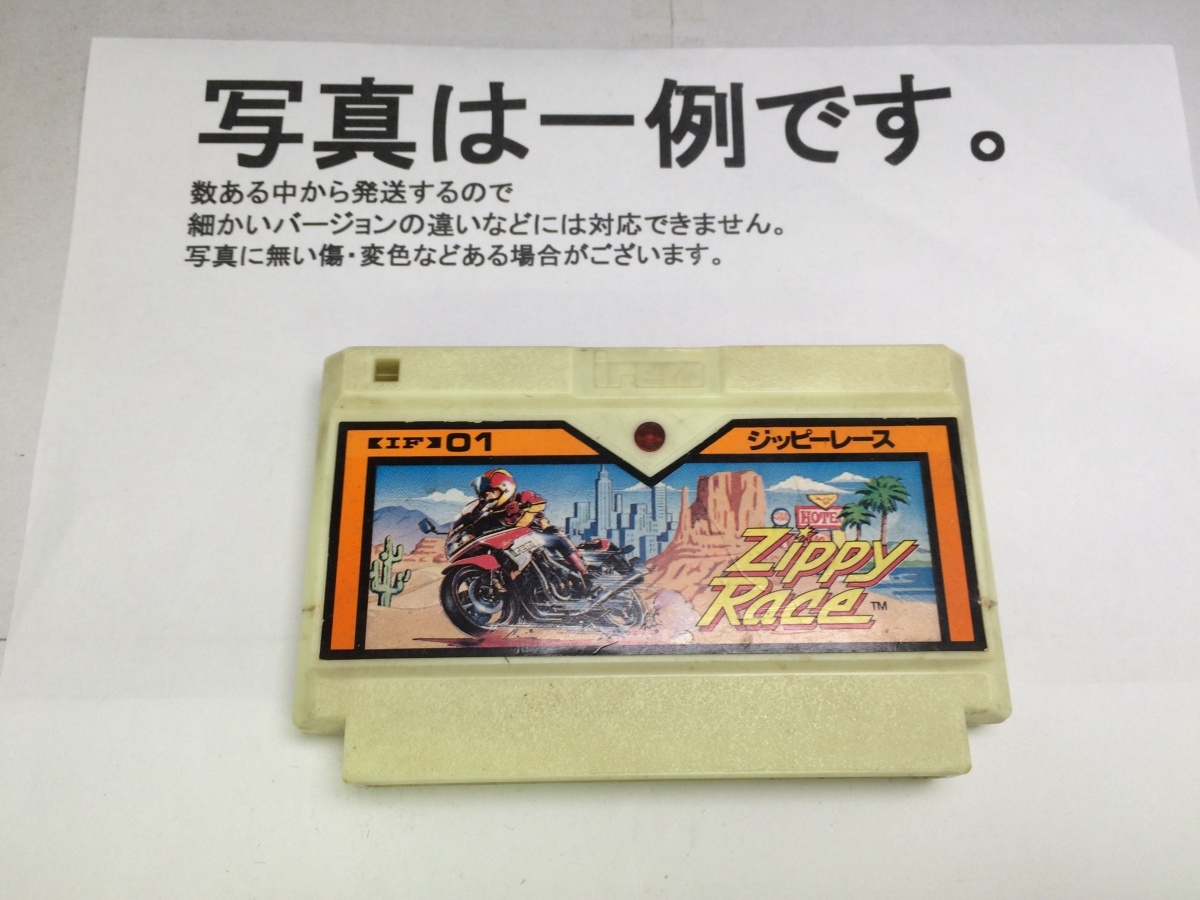 写真は一例です。
数ある中から発送するので
細かいバージョンの違いなどには対応できません。
写真に無い傷・変色などある場合がございます。
irem
IF 01
ジッピーレース
HOTEL
Zippy
Race TM